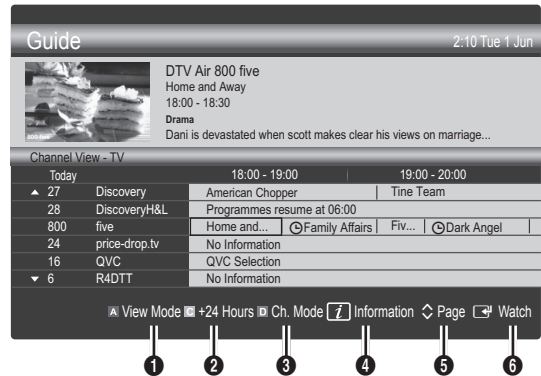 Guide
2:10 Tue 1 Jun
DTV Air 800 five
Home and Away
18:00 - 18:30
Drama
Dani is devastated when scott makes clear his views on marriage...
800 five
Channel View - TV
Today 18:00 - 19:00 19:00 - 20:00
▲ 27 Discovery American Chopper Tine Team
28 DiscoveryH&L Programmes resume at 06:00
800 five Home and... Family Affairs Fiv... Dark Angel
24 price-drop.tv No Information
16 QVC QVC Selection
▼ 6 R4DTT No Information
A View Mode C +24 Hours D Ch. Mode i Information Page Watch
1 2 3 4 5 6